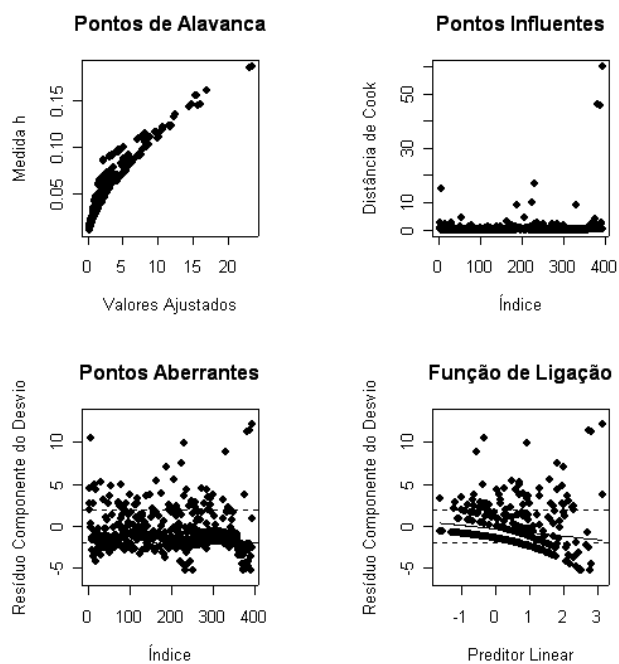 Pontos de Alavanca
Medida h
0.05 0.10 0.15
0 5 10 15 20
Valores Ajustados
Pontos Influentes
Distância de Cook
0 10 30 50
0 100 200 300 400
Índice
Pontos Aberrantes
Resíduo Componente do Desvio
-5 0 5 10
0 100 200 300 400
Índice
Função de Ligação
Resíduo Componente do Desvio
-5 0 5 10
-1 0 1 2 3
Preditor Linear